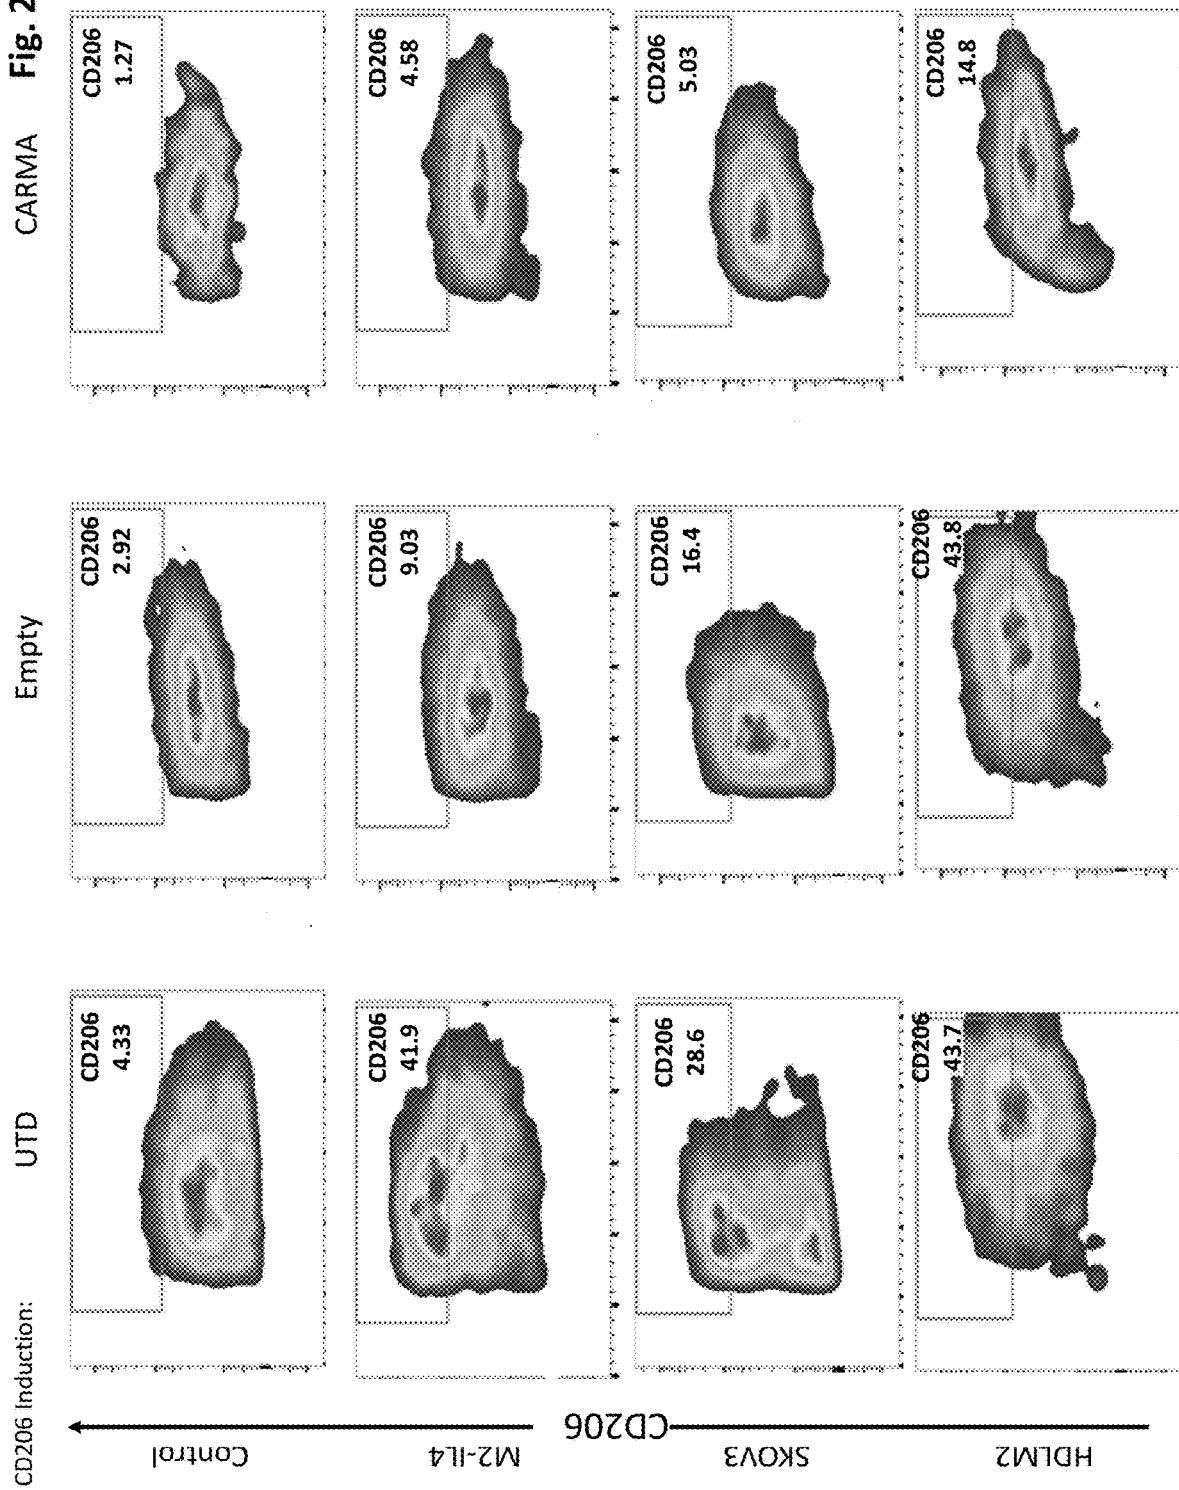 Fig. 2
CD206 Induction:
UTD
Empty
CARMA
Control
CD206
4.33
CD206
2.92
CD206
1.27
M2-IL4
CD206
41.9
CD206
9.03
CD206
4.58
SKOV3
CD206
28.6
CD206
16.4
CD206
5.03
HDLM2
CD206
43.7
CD206
43.8
CD206
14.8
CD206